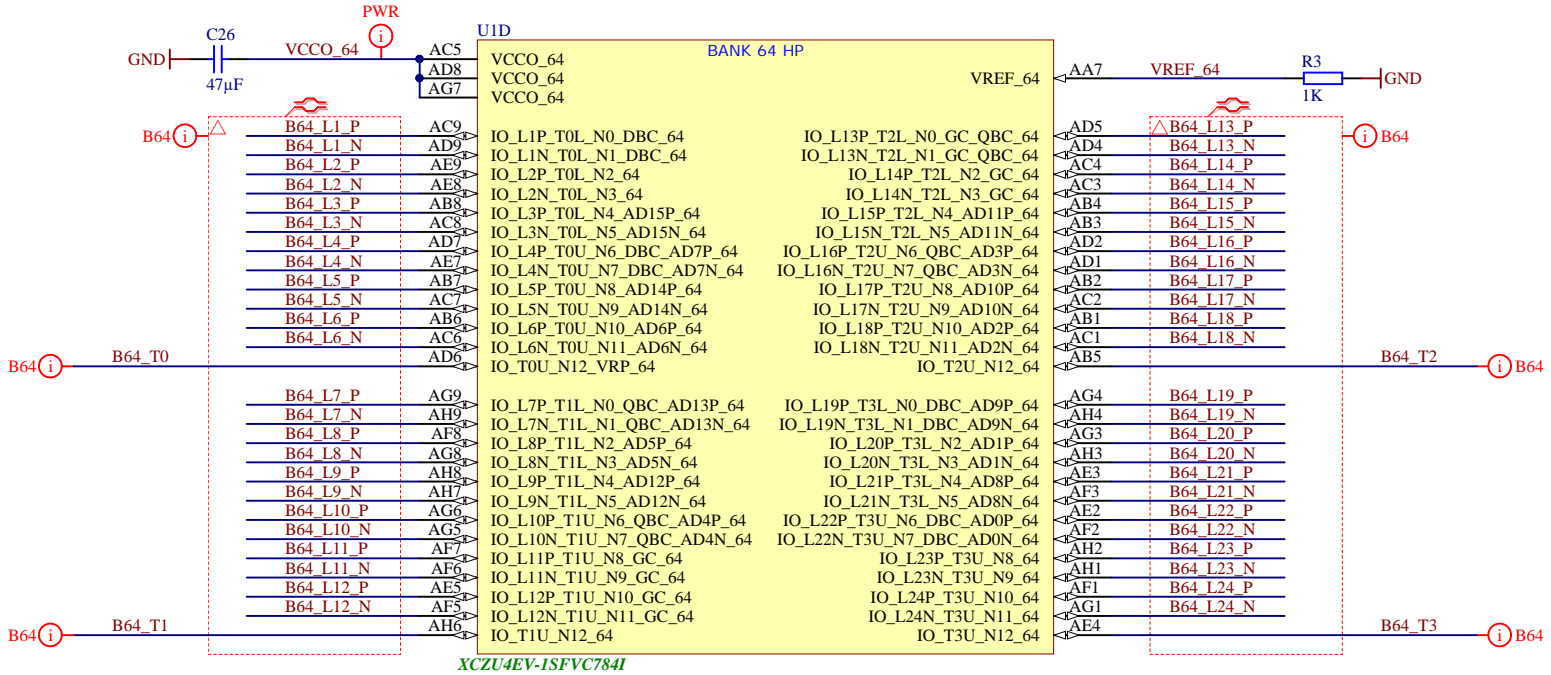 PWR
i
C26
U1D
GND
VCCO_64
AC5
VCCO_64
BANK 64 HP
R3
47µF
AD8
VCCO_64
VREF_64
AA7
VREF_64
GND
AG7
VCCO_64
1K
B64 i
B64_L1_P AC9 IO_L1P_T0L_N0_DBC_64 IO_L13P_T2L_N0_GC_QBC_64 AD5 B64_L13_P
i B64
B64_L1_N AD9 IO_L1N_T0L_N1_DBC_64 IO_L13N_T2L_N1_GC_QBC_64 AD4 B64_L13_N
B64_L2_P AE9 IO_L2P_T0L_N2_64 IO_L14P_T2L_N2_GC_64 AC4 B64_L14_P
B64_L2_N AE8 IO_L2N_T0L_N3_64 IO_L14N_T2L_N3_GC_64 AC3 B64_L14_N
B64_L3_P AB8 IO_L3P_T0L_N4_AD15P_64 IO_L15P_T2L_N4_AD11P_64 AB4 B64_L15_P
B64_L3_N AC8 IO_L3N_T0L_N5_AD15N_64 IO_L15N_T2L_N5_AD11N_64 AB3 B64_L15_N
B64_L4_P AD7 IO_L4P_T0U_N6_DBC_AD7P_64 IO_L16P_T2U_N6_QBC_AD3P_64 AD2 B64_L16_P
B64_L4_N AE7 IO_L4N_T0U_N7_DBC_AD7N_64 IO_L16N_T2U_N7_QBC_AD3N_64 AD1 B64_L16_N
B64_L5_P AB7 IO_L5P_T0U_N8_AD14P_64 IO_L17P_T2U_N8_AD10P_64 AB2 B64_L17_P
B64_L5_N AC7 IO_L5N_T0U_N9_AD14N_64 IO_L17N_T2U_N9_AD10N_64 AC2 B64_L17_N
B64_L6_P AB6 IO_L6P_T0U_N10_AD6P_64 IO_L18P_T2U_N10_AD2P_64 AB1 B64_L18_P
B64_L6_N AC6 IO_L6N_T0U_N11_AD6N_64 IO_L18N_T2U_N11_AD2N_64 AC1 B64_L18_N
B64 i B64_T0 AD6 IO_T0U_N12_VRP_64 IO_T2U_N12_64 AB5 B64_T2 i B64
B64_L7_P AG9 IO_L7P_T1L_N0_QBC_AD13P_64 IO_L19P_T3L_N0_DBC_AD9P_64 AG4 B64_L19_P
B64_L7_N AH9 IO_L7N_T1L_N1_QBC_AD13N_64 IO_L19N_T3L_N1_DBC_AD9N_64 AH4 B64_L19_N
B64_L8_P AF8 IO_L8P_T1L_N2_AD5P_64 IO_L20P_T3L_N2_AD1P_64 AG3 B64_L20_P
B64_L8_N AG8 IO_L8N_T1L_N3_AD5N_64 IO_L20N_T3L_N3_AD1N_64 AH3 B64_L20_N
B64_L9_P AH8 IO_L9P_T1L_N4_AD12P_64 IO_L21P_T3L_N4_AD8P_64 AE3 B64_L21_P
B64_L9_N AH7 IO_L9N_T1L_N5_AD12N_64 IO_L21N_T3L_N5_AD8N_64 AF3 B64_L21_N
B64_L10_P AG6 IO_L10P_T1U_N6_QBC_AD4P_64 IO_L22P_T3U_N6_DBC_AD0P_64 AE2 B64_L22_P
B64_L10_N AG5 IO_L10N_T1U_N7_QBC_AD4N_64 IO_L22N_T3U_N7_DBC_AD0N_64 AF2 B64_L22_N
B64_L11_P AF7 IO_L11P_T1U_N8_GC_64 IO_L23P_T3U_N8_64 AH2 B64_L23_P
B64_L11_N AF6 IO_L11N_T1U_N9_GC_64 IO_L23N_T3U_N9_64 AH1 B64_L23_N
B64_L12_P AE5 IO_L12P_T1U_N10_GC_64 IO_L24P_T3U_N10_64 AF1 B64_L24_P
B64_L12_N AF5 IO_L12N_T1U_N11_GC_64 IO_L24N_T3U_N11_64 AG1 B64_L24_N
B64 i B64_T1 AH6 IO_T1U_N12_64 IO_T3U_N12_64 AE4 B64_T3 i B64
XCZU4EV-1SFVC784I